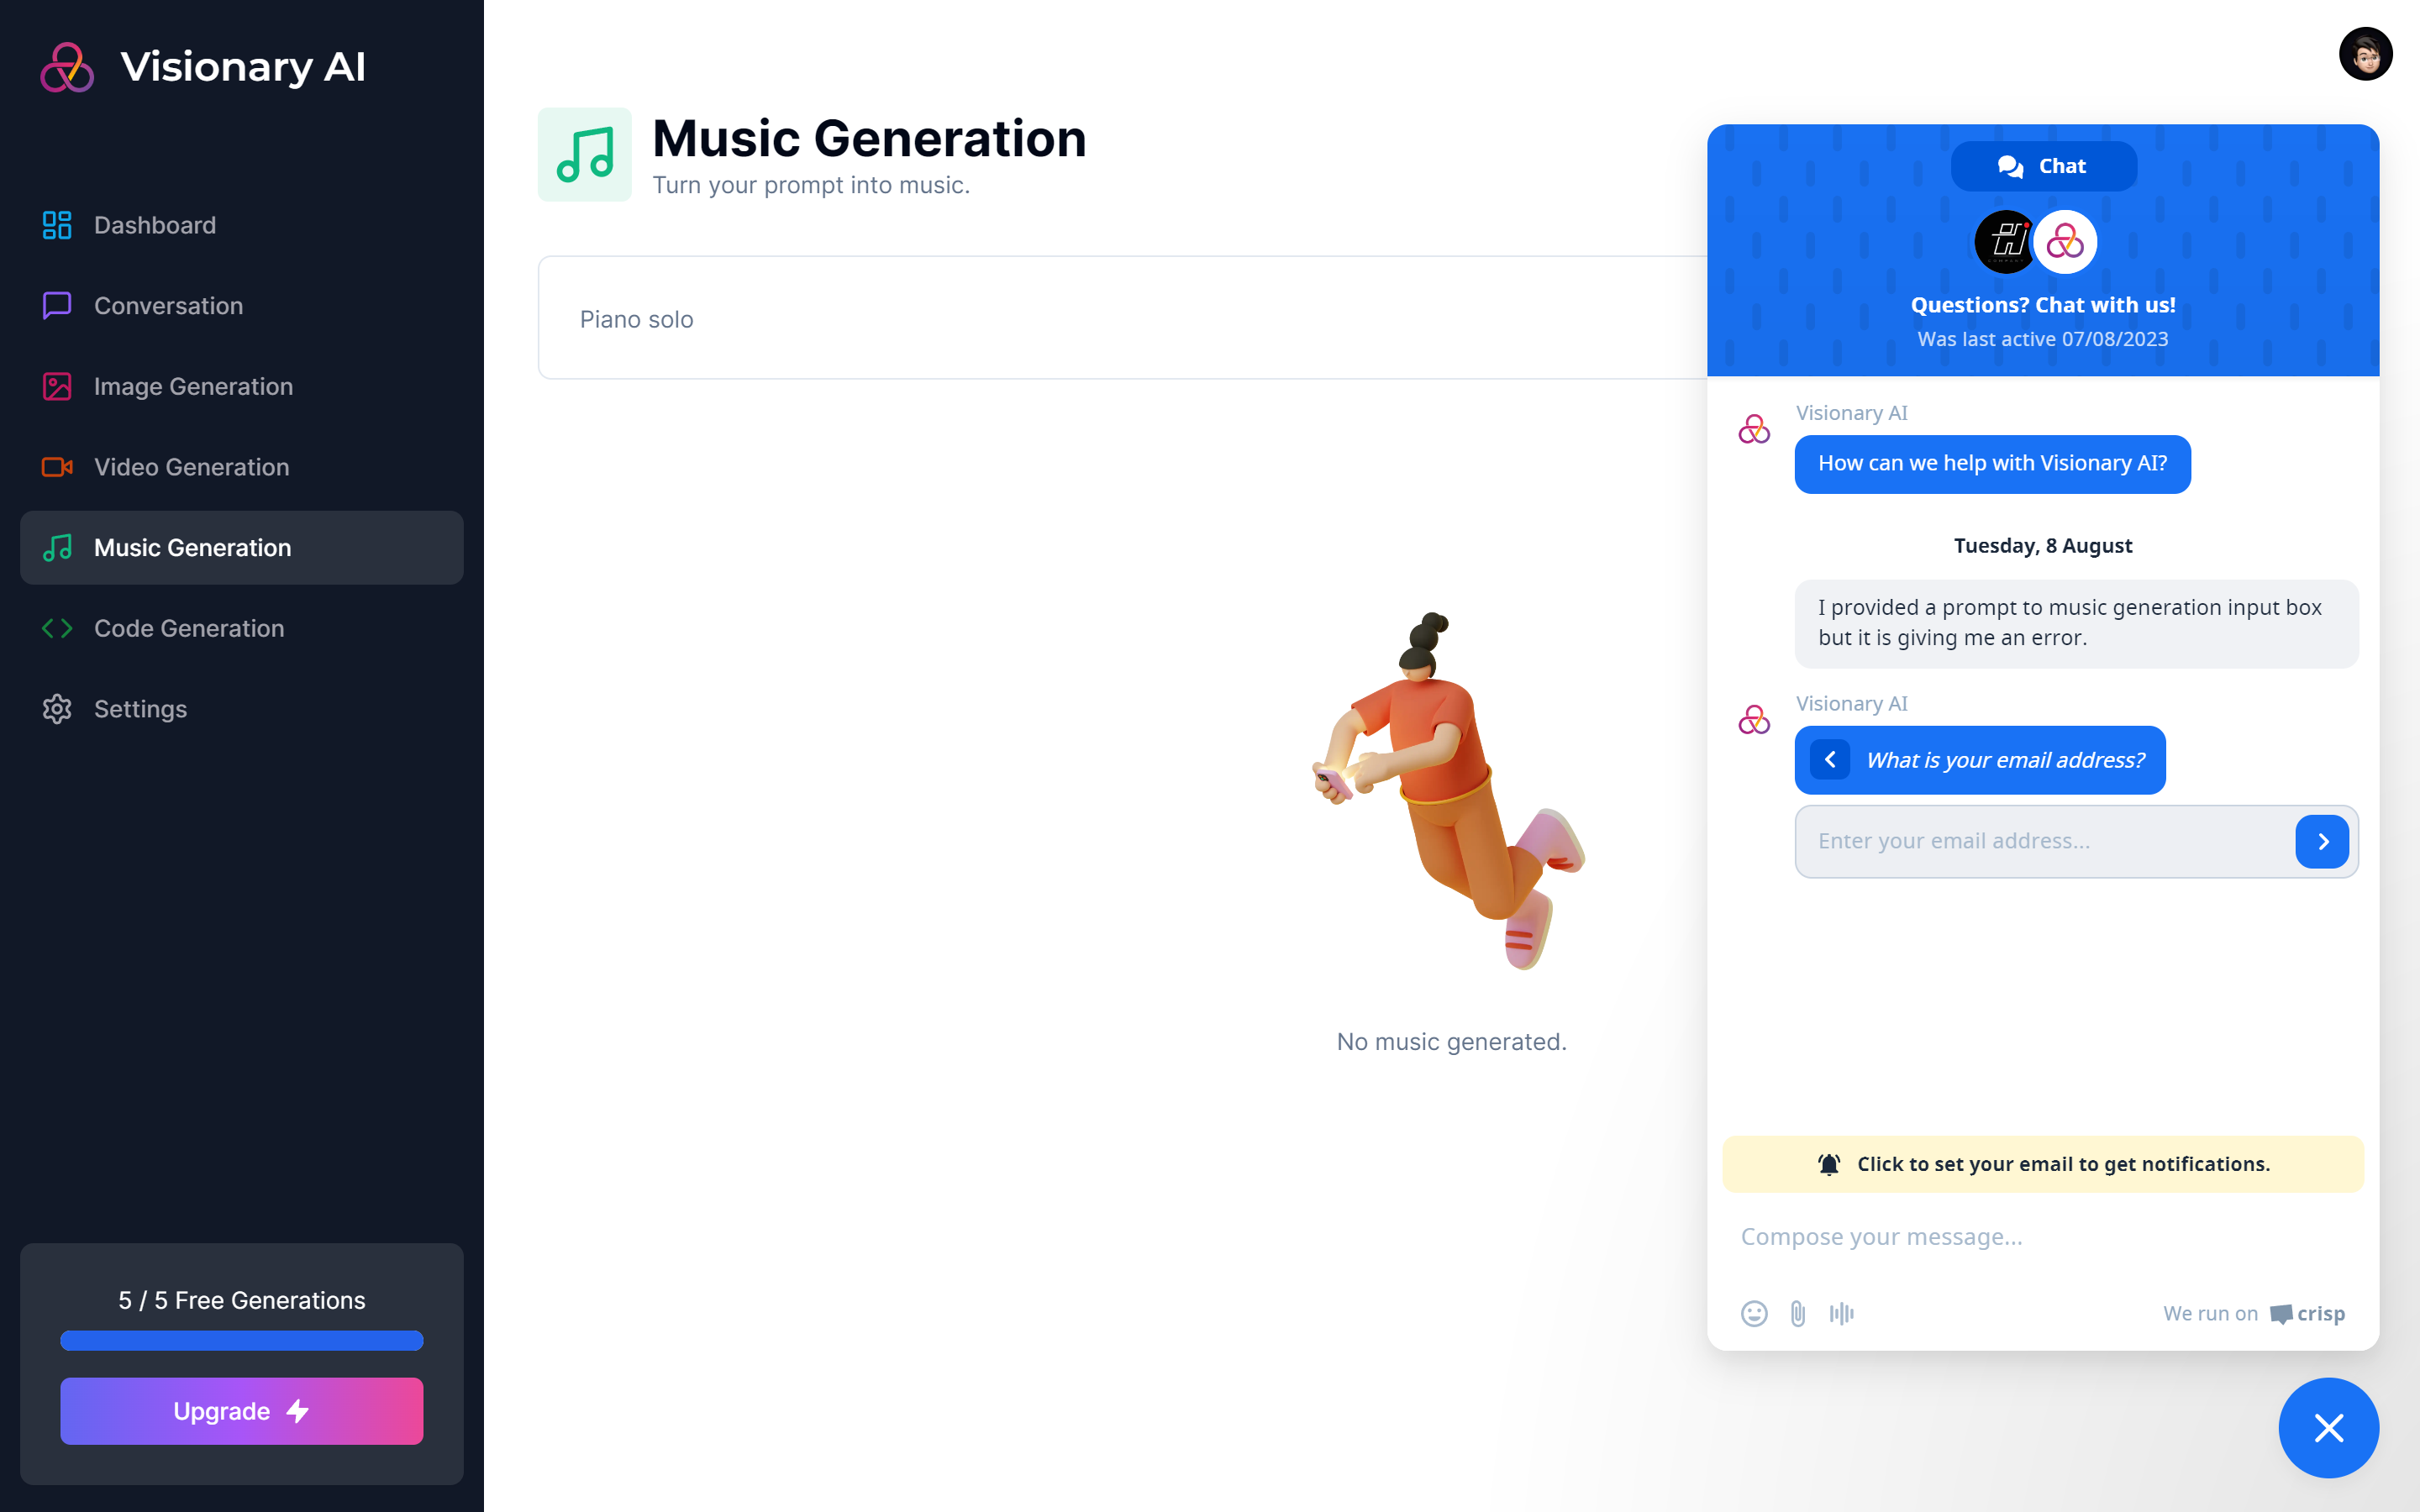 Visionary AI
Dashboard
Conversation
Image Generation
Video Generation
Music Generation
Code Generation
Settings
5 / 5 Free Generations
Upgrade
Music Generation
Turn your prompt into music.
Piano solo
No music generated.
Chat
Questions? Chat with us!
Was last active 07/08/2023
Visionary AI
How can we help with Visionary AI?
Tuesday, 8 August
I provided a prompt to music generation input box
but it is giving me an error.
Visionary AI
What is your email address?
Enter your email address...
Click to set your email to get notifications.
Compose your message...
We run on crisp